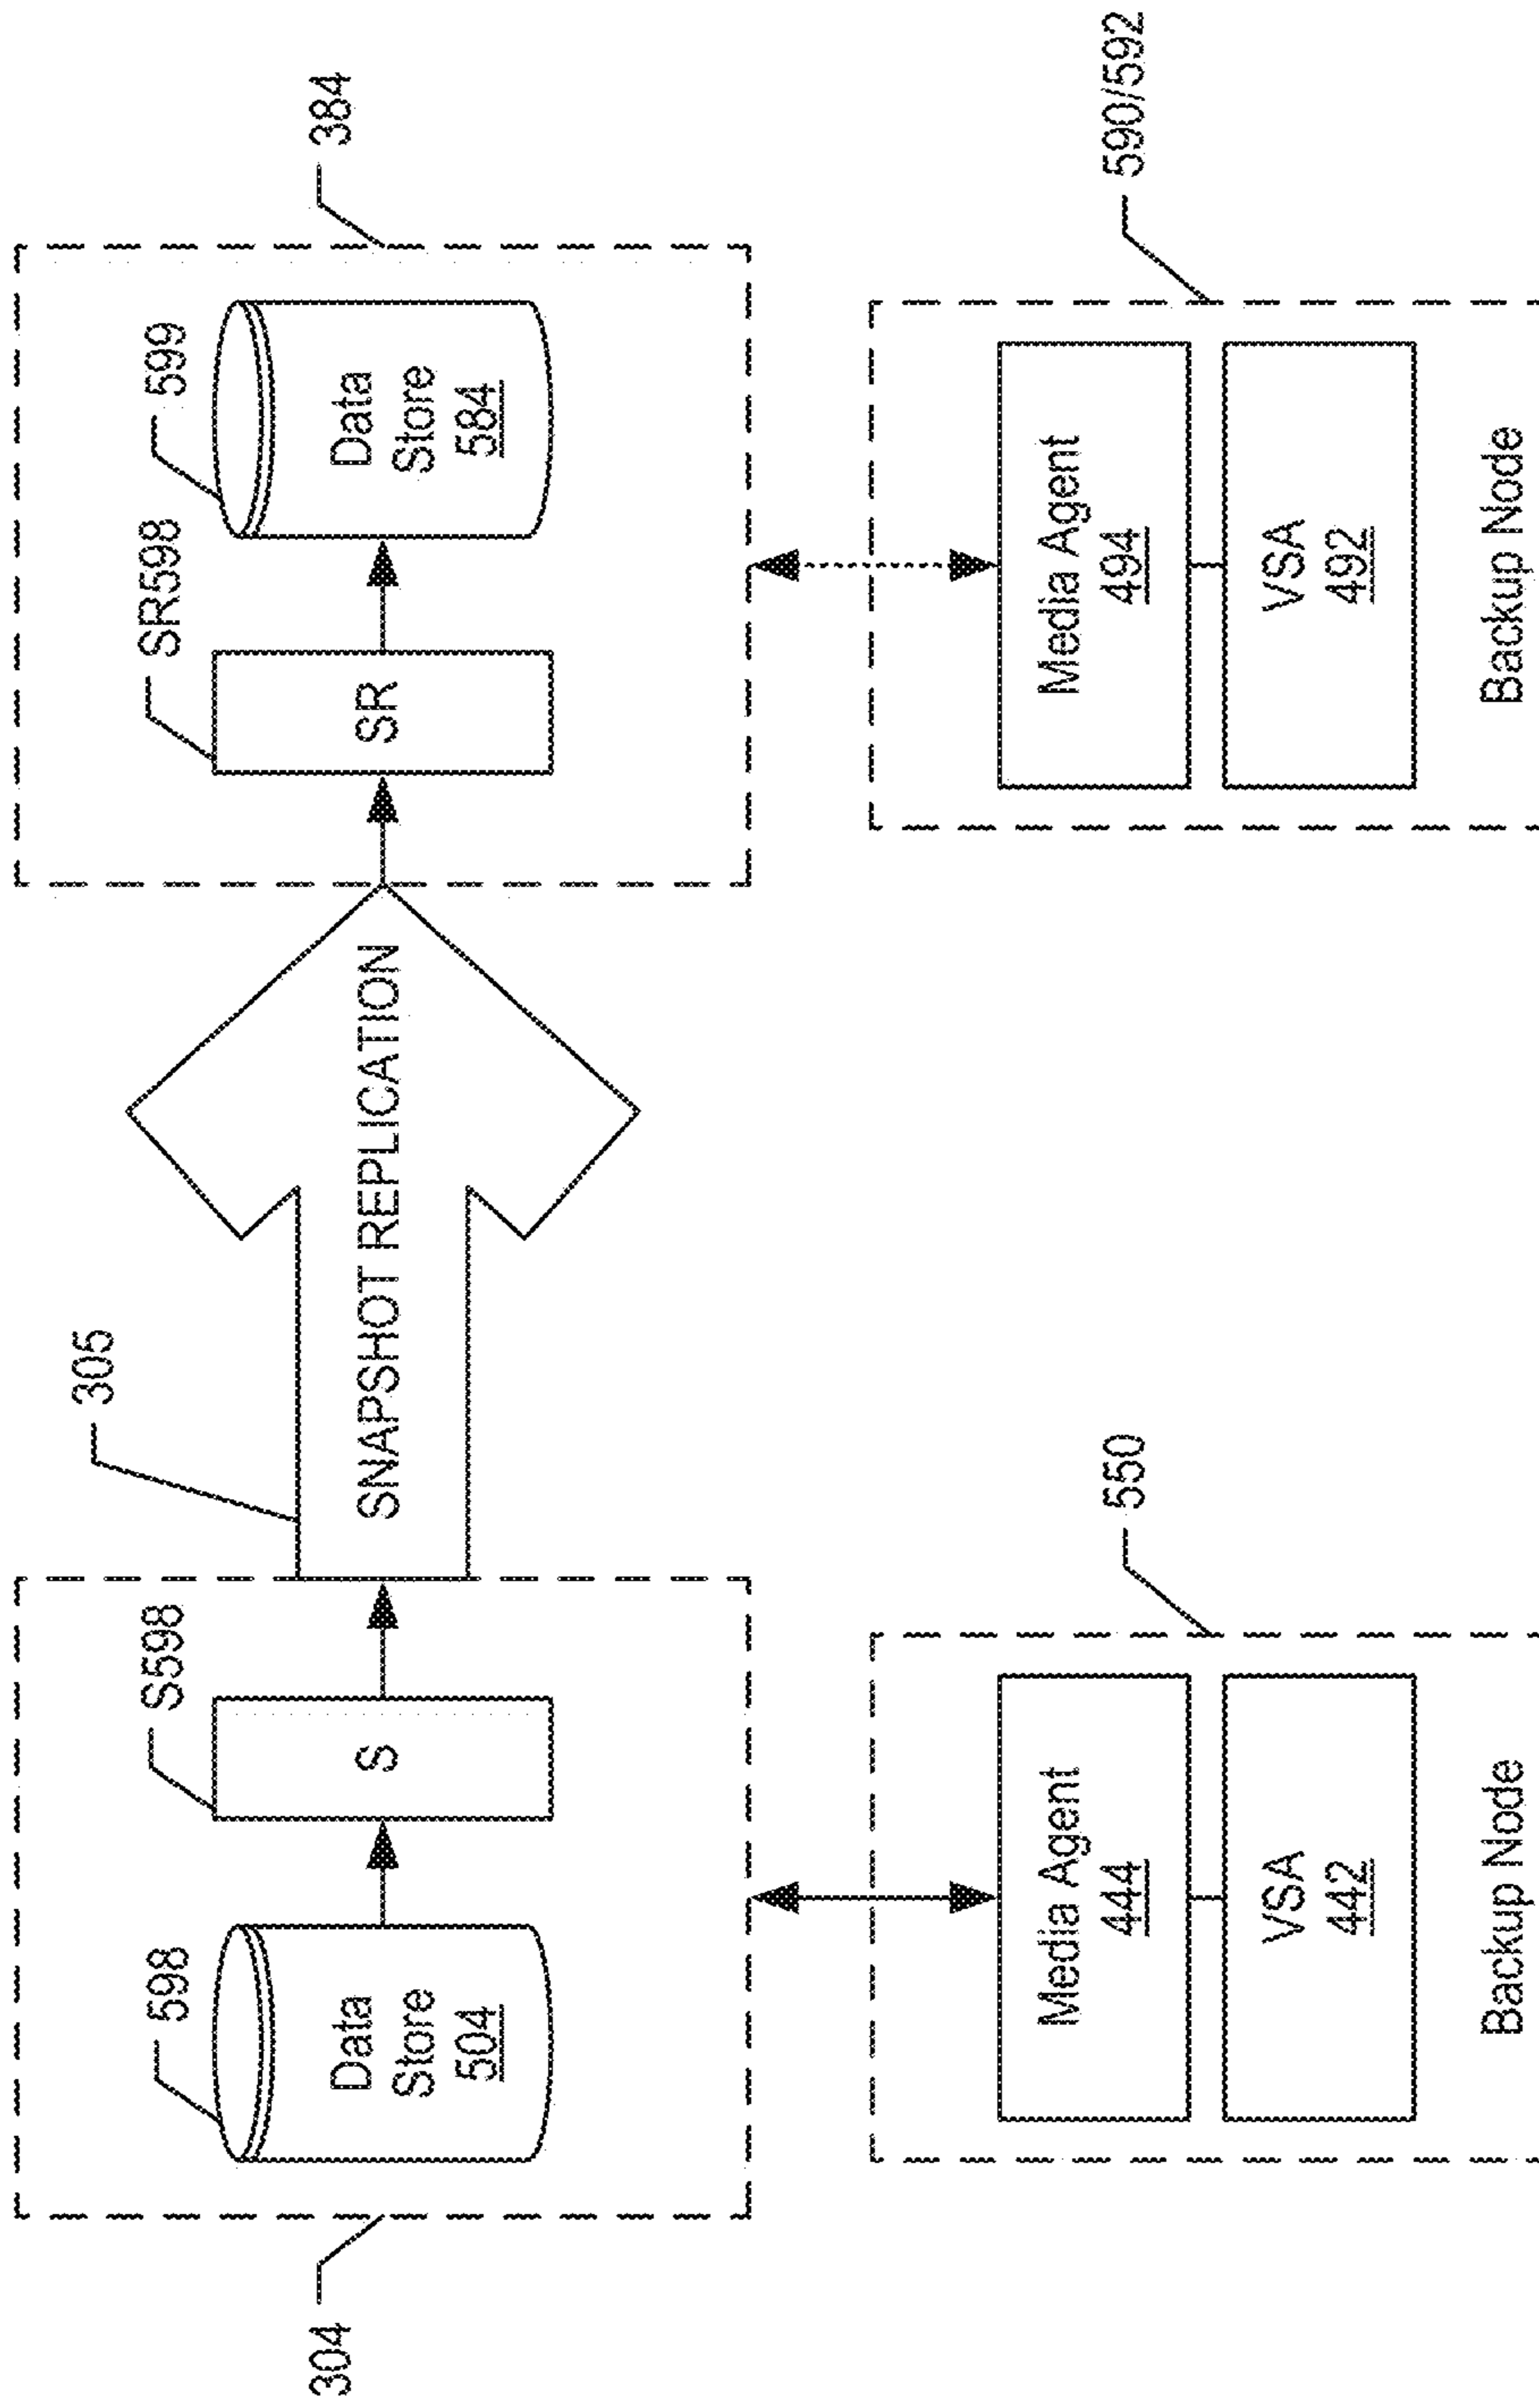 304
598
Data
Store
504
S598
S
305
SNAPSHOT REPLICATION
SR598
SR
599
Data
Store
584
384
550
Media Agent
444
VSA
442
Backup Node
590/592
Media Agent
494
VSA
492
Backup Node